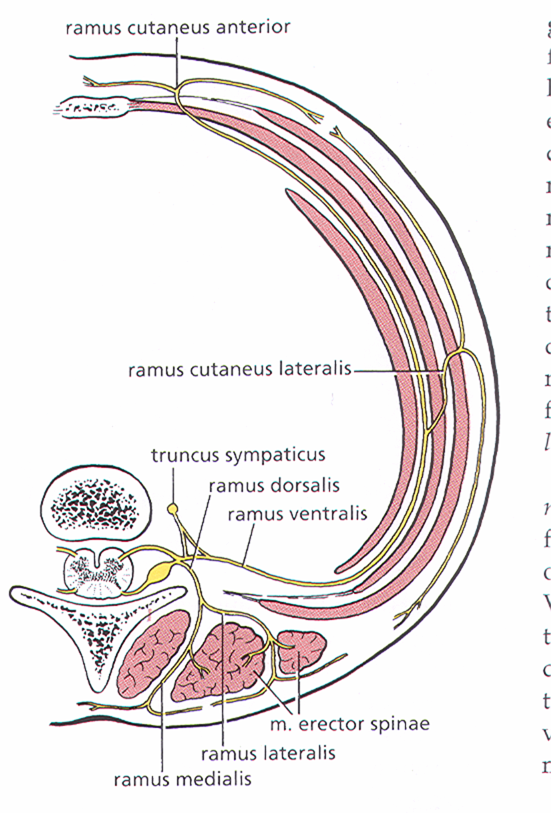 ramus cutaneus anterior
ramus cutaneus lateralis
truncus sympaticus
ramus dorsalis
ramus ventralis
m. erector spinae
ramus lateralis
ramus medialis